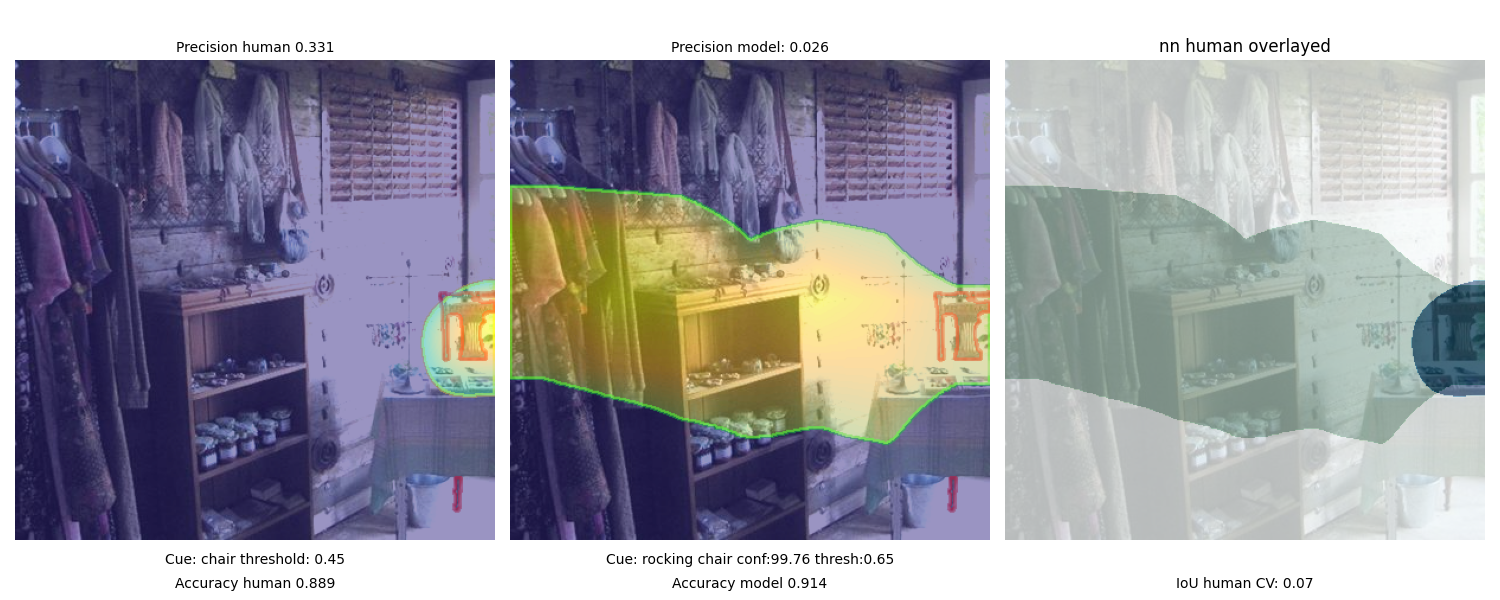 Precision human 0.331
Precision model: 0.026
nn human overlayed
Cue: chair threshold: 0.45
Cue: rocking chair conf:99.76 thresh:0.65
Accuracy human 0.889
Accuracy model 0.914
IoU human CV: 0.07